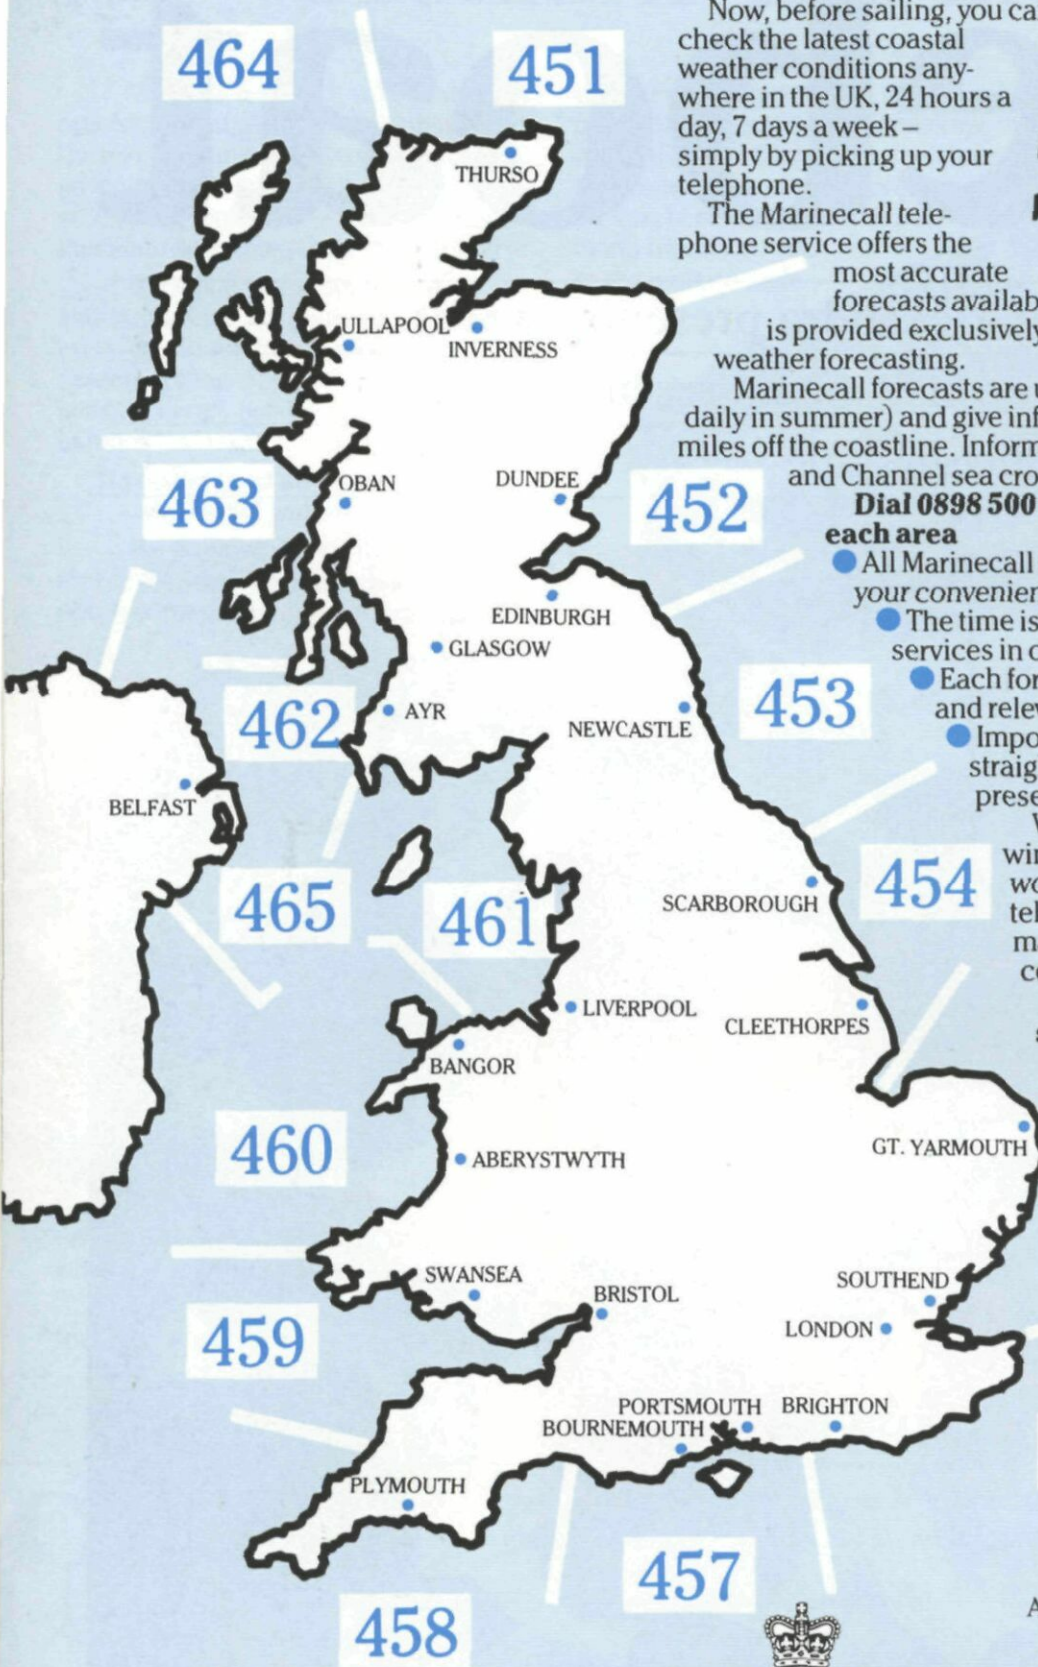 Now, before sailing, you ca
check the latest coastal
weather conditions any-
where in the UK, 24 hours a
day, 7 days a week –
simply by picking up your
telephone.
The Marinecall tele-
phone service offers the
most accurate
forecasts availab
is provided exclusively
weather forecasting.
Marinecall forecasts are u
daily in summer) and give inf
miles off the coastline. Inform
and Channel sea cro
Dial 0898 500
each area
All Marinecall
your convenien
The time is
services in c
Each for
and relev
Impo
straig
prese
win
wo
tel
m
co
464
451
THURSO
ULLAPOOL
INVERNESS
463
OBAN
DUNDEE
452
EDINBURGH
GLASGOW
462
AYR
NEWCASTLE
453
BELFAST
465
461
SCARBOROUGH
454
LIVERPOOL
CLEETHORPES
BANGOR
460
ABERYSTWYTH
GT. YARMOUTH
SWANSEA
BRISTOL
SOUTHEND
LONDON
459
PORTSMOUTH
BRIGHTON
BOURNEMOUTH
PLYMOUTH
457
458